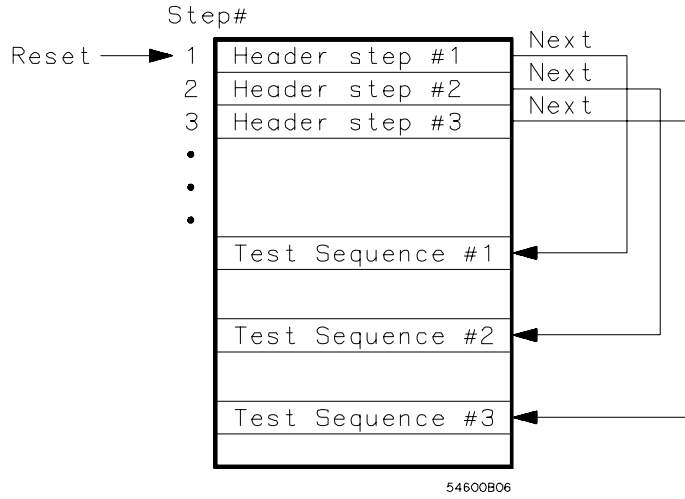 Step#
Reset 1 Header step #1 Next
2 Header step #2 Next
3 Header step #3 Next
Test Sequence #1
Test Sequence #2
Test Sequence #3
54600B06